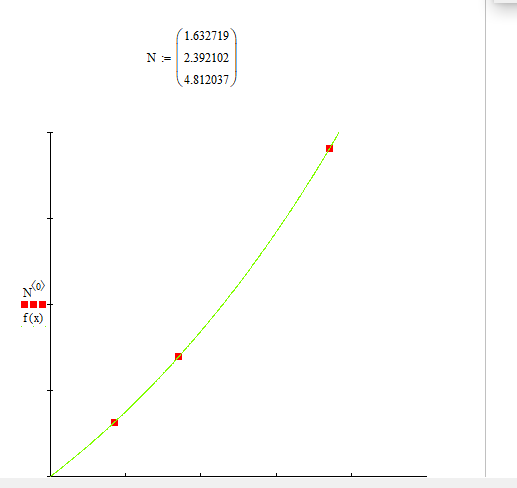 1.632719
N := 2.392102
4.812037
N⟨0⟩
f(x)